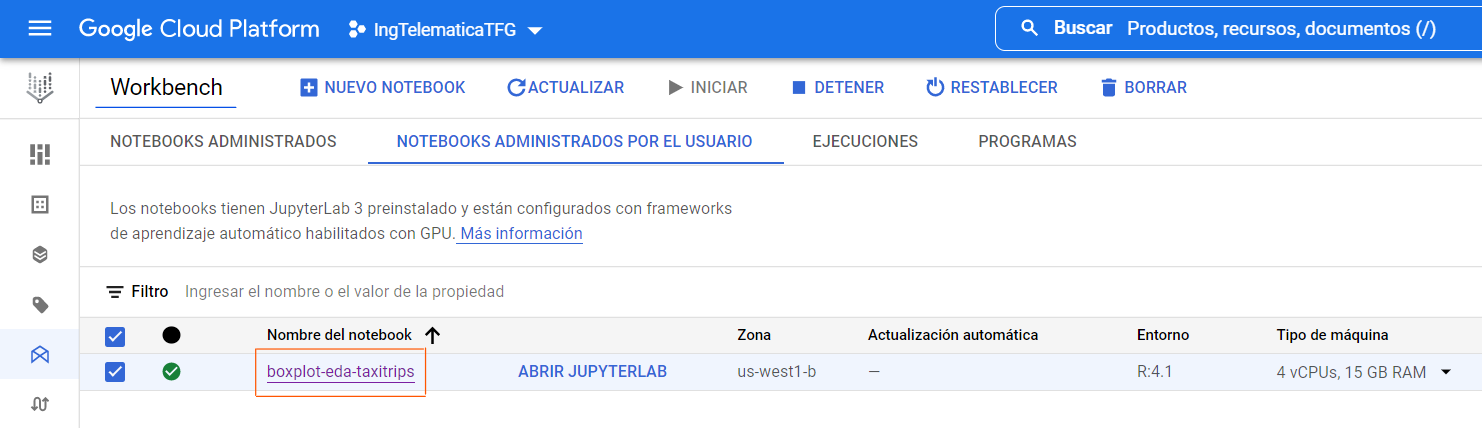 Google Cloud Platform IngTelematicaTFG Buscar Productos, recursos, documentos (/)
Workbench NUEVO NOTEBOOK ACTUALIZAR INICIAR DETENER RESTABLECER BORRAR
NOTEBOOKS ADMINISTRADOS NOTEBOOKS ADMINISTRADOS POR EL USUARIO EJECUCIONES PROGRAMAS
Los notebooks tienen JupyterLab 3 preinstalado y están configurados con frameworks
de aprendizaje automático habilitados con GPU. Más información
Filtro Ingresar el nombre o el valor de la propiedad
Nombre del notebook Zona Actualización automática Entorno Tipo de máquina
boxplot-eda-taxitrips ABRIR JUPYTERLAB us-west1-b — R:4.1 4 vCPUs, 15 GB RAM